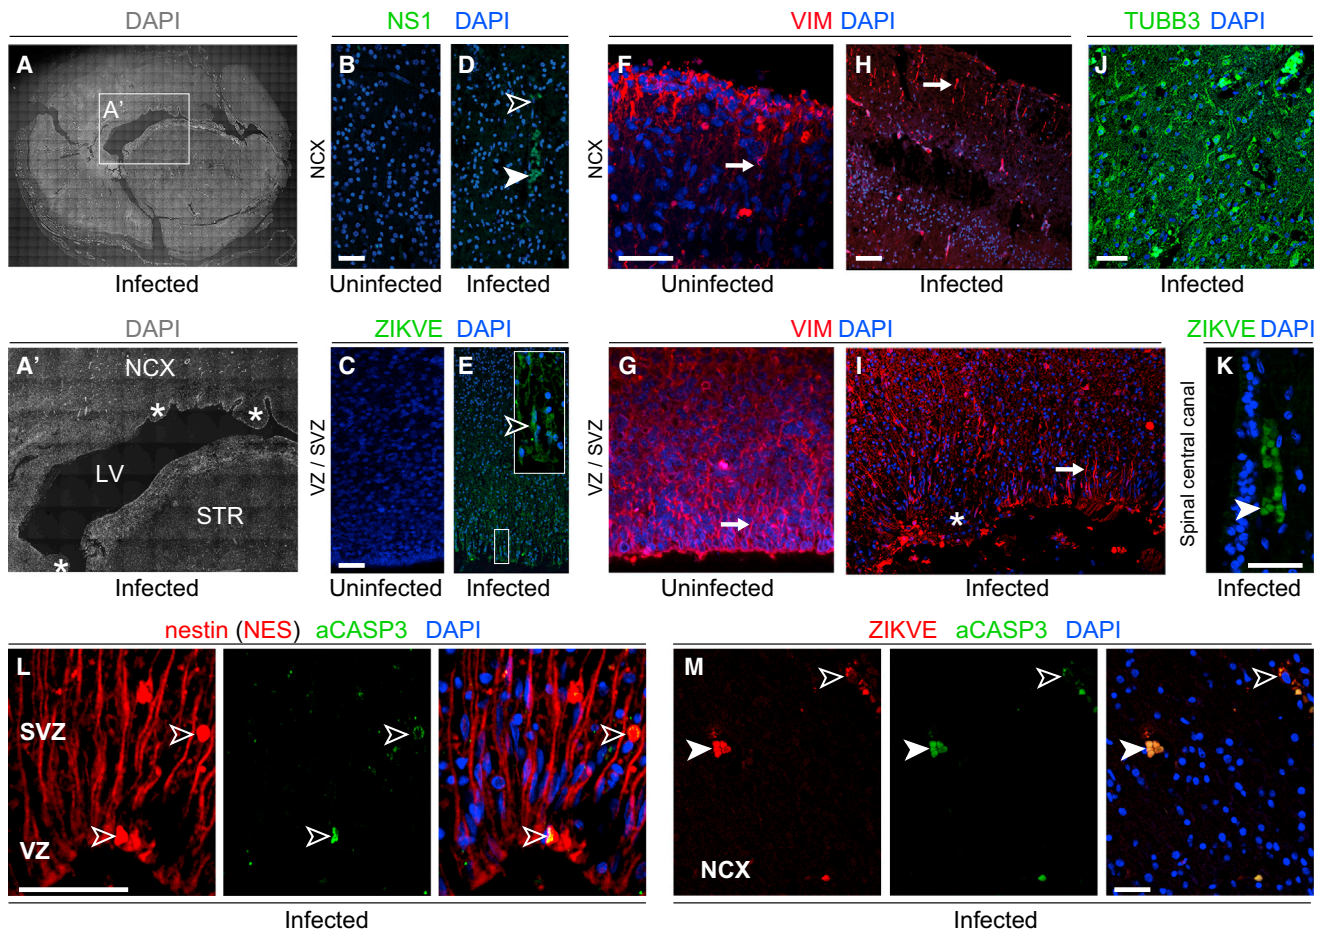 DAPI
NS1 DAPI
VIM DAPI
TUBB3 DAPI
A
A’
B
D
F
H
J
NCX
NCX
Infected
Uninfected
Infected
Uninfected
Infected
Infected
DAPI
ZIKVE DAPI
VIM DAPI
ZIKVE DAPI
A’
NCX
*
*
LV
STR
*
C
E
G
I
*
K
VZ / SVZ
VZ / SVZ
Spinal central canal
Infected
Uninfected
Infected
Uninfected
Infected
Infected
nestin (NES) aCASP3 DAPI
ZIKVE aCASP3 DAPI
L
SVZ
VZ
M
NCX
Infected
Infected